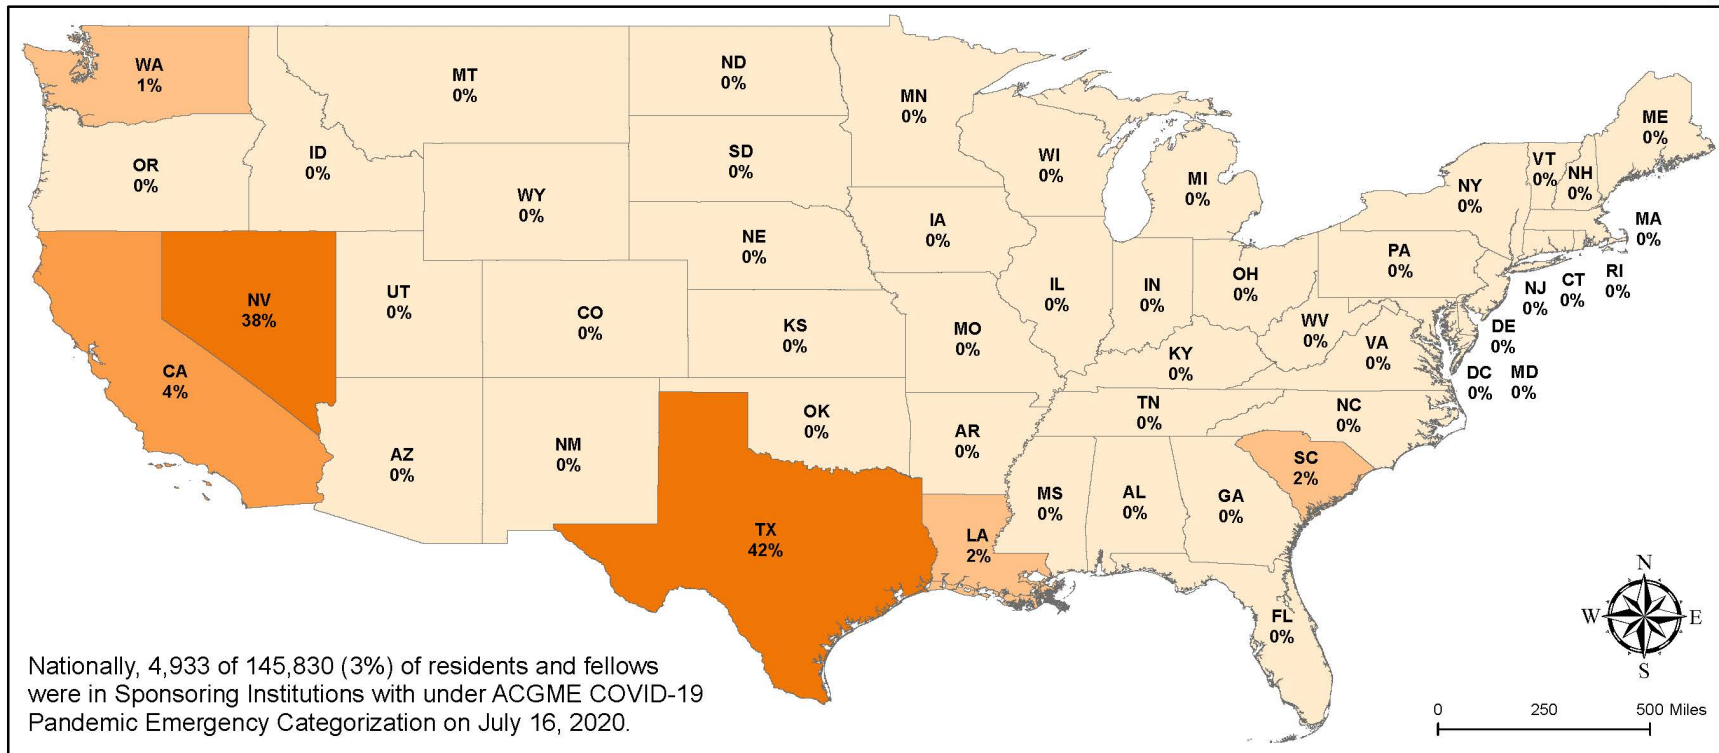 WA
1%
MT
0%
ND
0%
MN
0%
ME
0%
OR
0%
ID
0%
SD
0%
WI
0%
MI
0%
VT
0%
NH
0%
NY
0%
WY
0%
MA
0%
IA
0%
NE
0%
PA
0%
RI
0%
CT
0%
NJ
0%
OH
0%
IN
0%
IL
0%
NV
38%
UT
0%
CO
0%
KS
0%
MO
0%
WV
0%
VA
0%
DE
0%
KY
0%
DC
0%
MD
0%
CA
4%
TN
0%
NC
0%
OK
0%
AR
0%
AZ
0%
NM
0%
SC
2%
MS
0%
AL
0%
GA
0%
TX
42%
LA
2%
FL
0%
N
W
E
S
Nationally, 4,933 of 145,830 (3%) of residents and fellows
were in Sponsoring Institutions with under ACGME COVID-19
Pandemic Emergency Categorization on July 16, 2020.
0 250 500 Miles